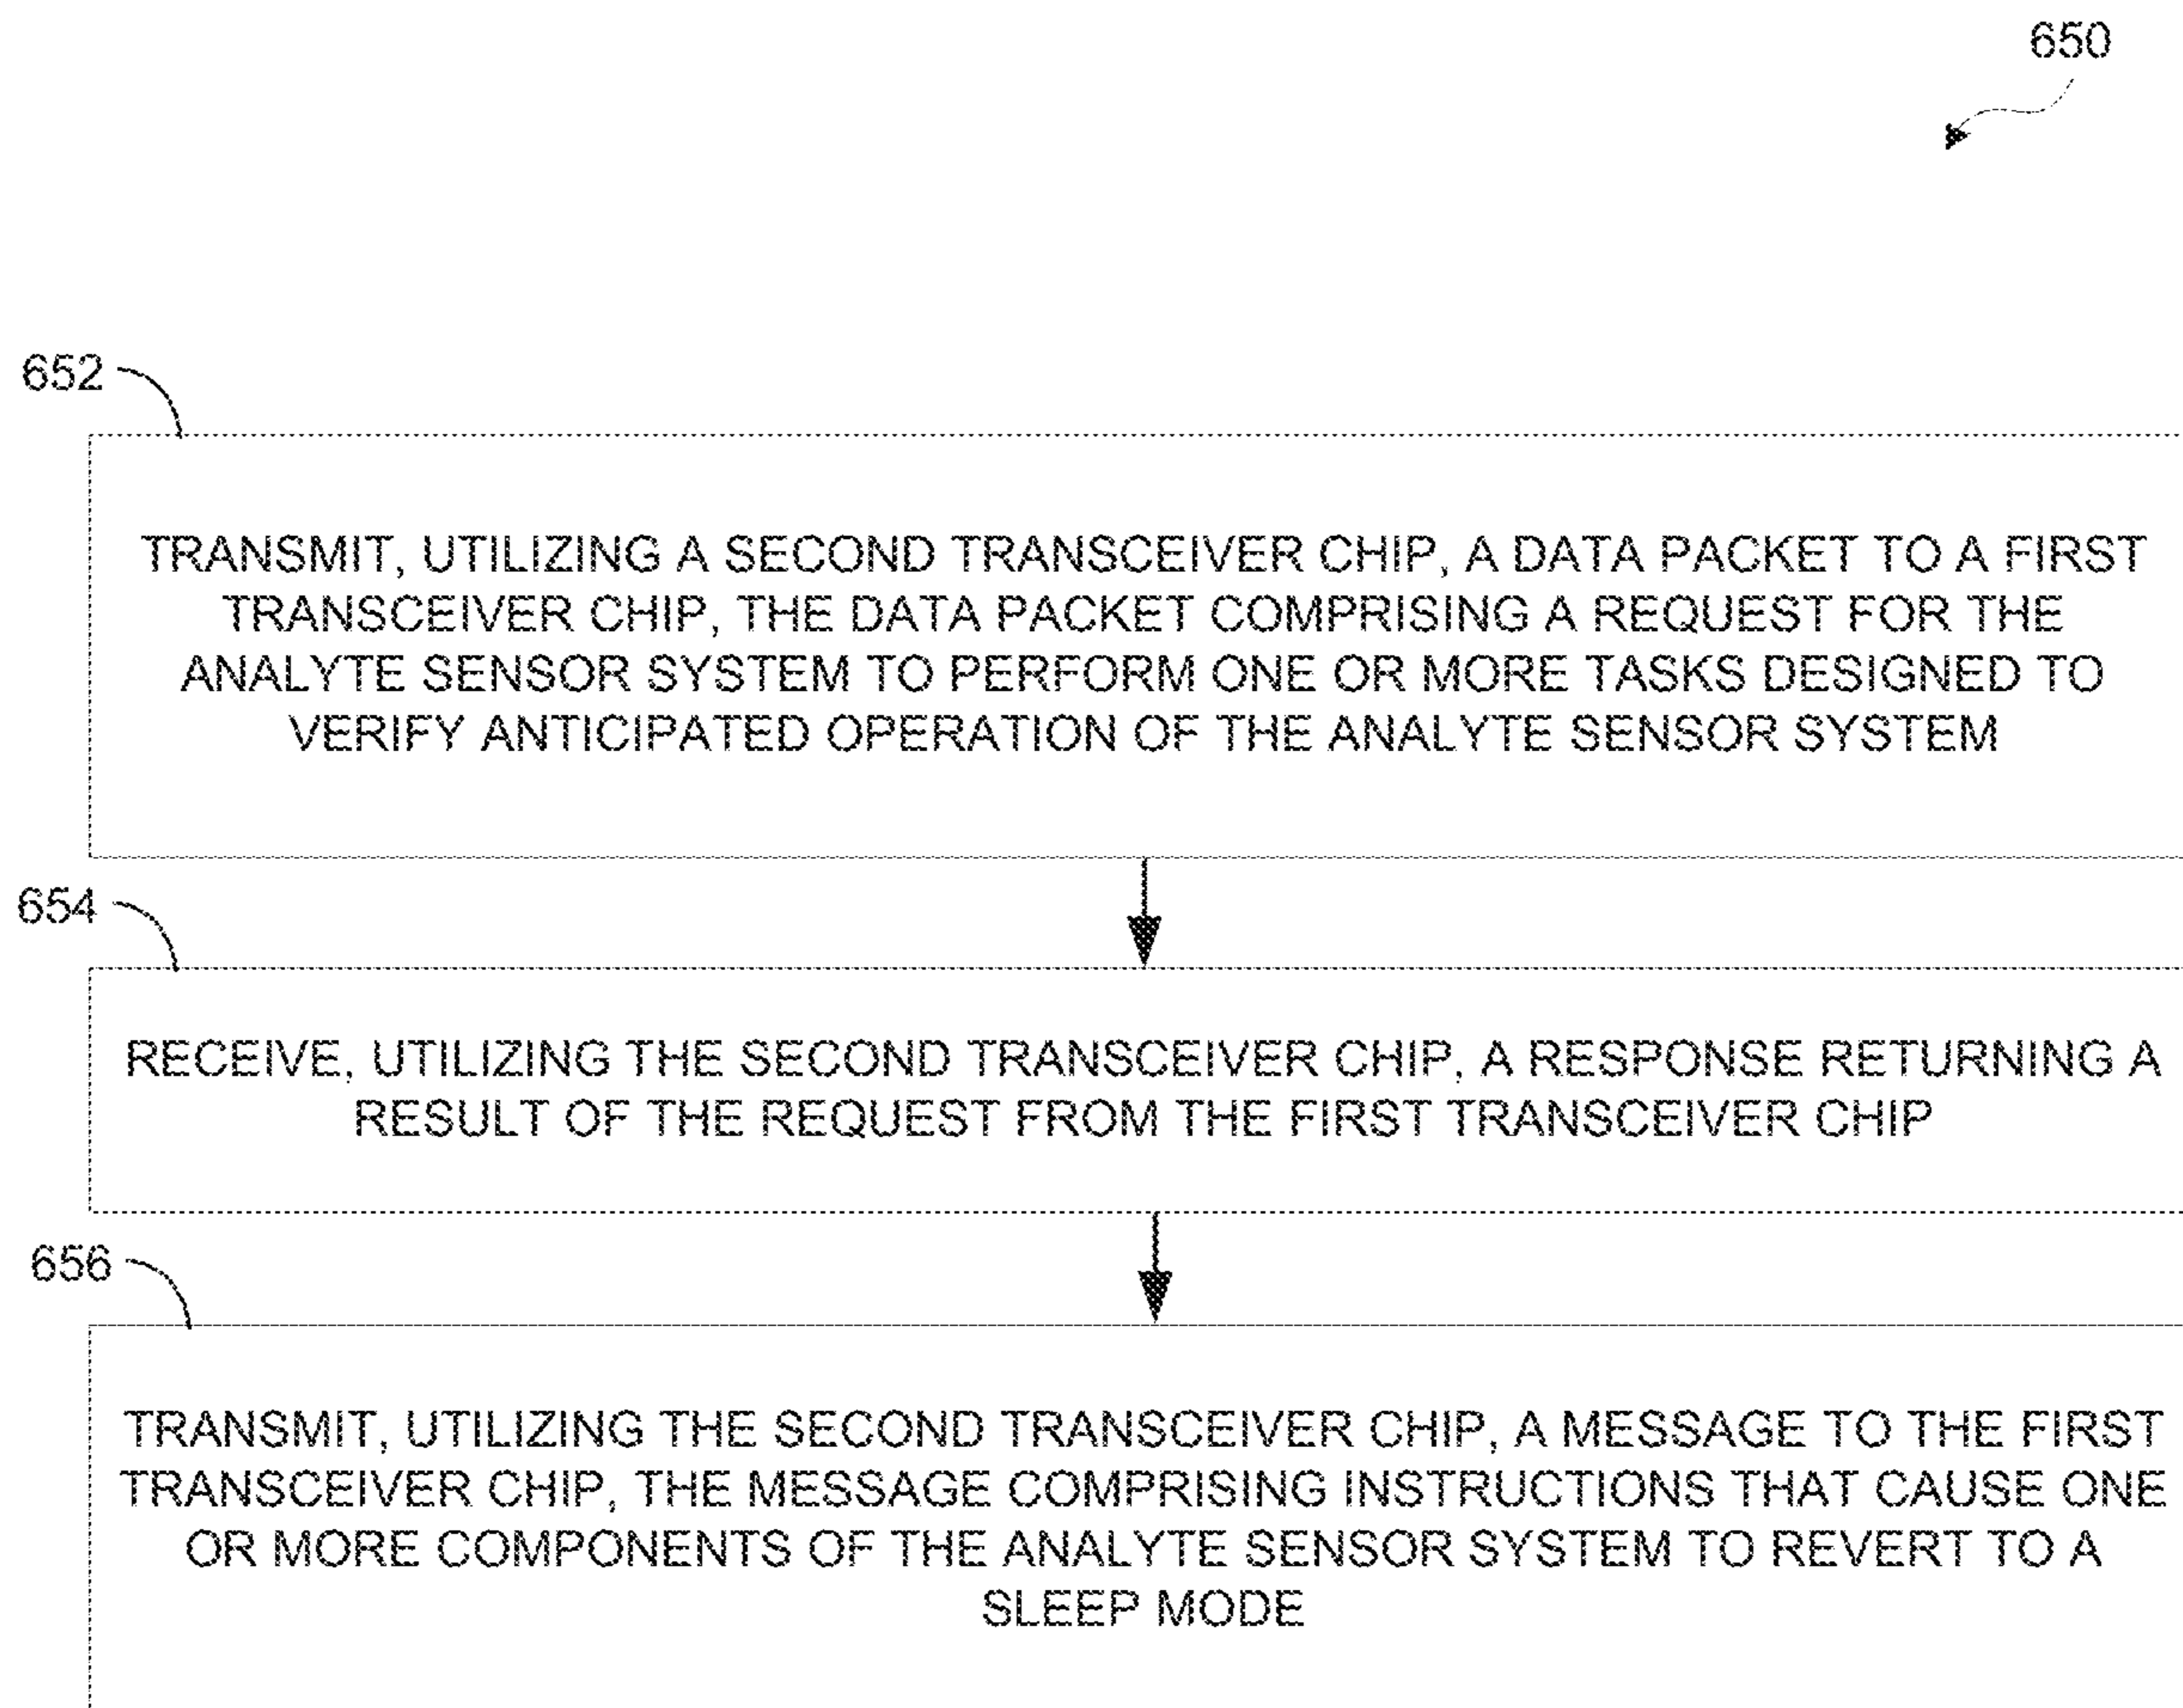 650
652
TRANSMIT, UTILIZING A SECOND TRANSCEIVER CHIP, A DATA PACKET TO A FIRST
TRANSCEIVER CHIP, THE DATA PACKET COMPRISING A REQUEST FOR THE
ANALYTE SENSOR SYSTEM TO PERFORM ONE OR MORE TASKS DESIGNED TO
VERIFY ANTICIPATED OPERATION OF THE ANALYTE SENSOR SYSTEM
654
RECEIVE, UTILIZING THE SECOND TRANSCEIVER CHIP, A RESPONSE RETURNING A
RESULT OF THE REQUEST FROM THE FIRST TRANSCEIVER CHIP
656
TRANSMIT, UTILIZING THE SECOND TRANSCEIVER CHIP, A MESSAGE TO THE FIRST
TRANSCEIVER CHIP, THE MESSAGE COMPRISING INSTRUCTIONS THAT CAUSE ONE
OR MORE COMPONENTS OF THE ANALYTE SENSOR SYSTEM TO REVERT TO A
SLEEP MODE